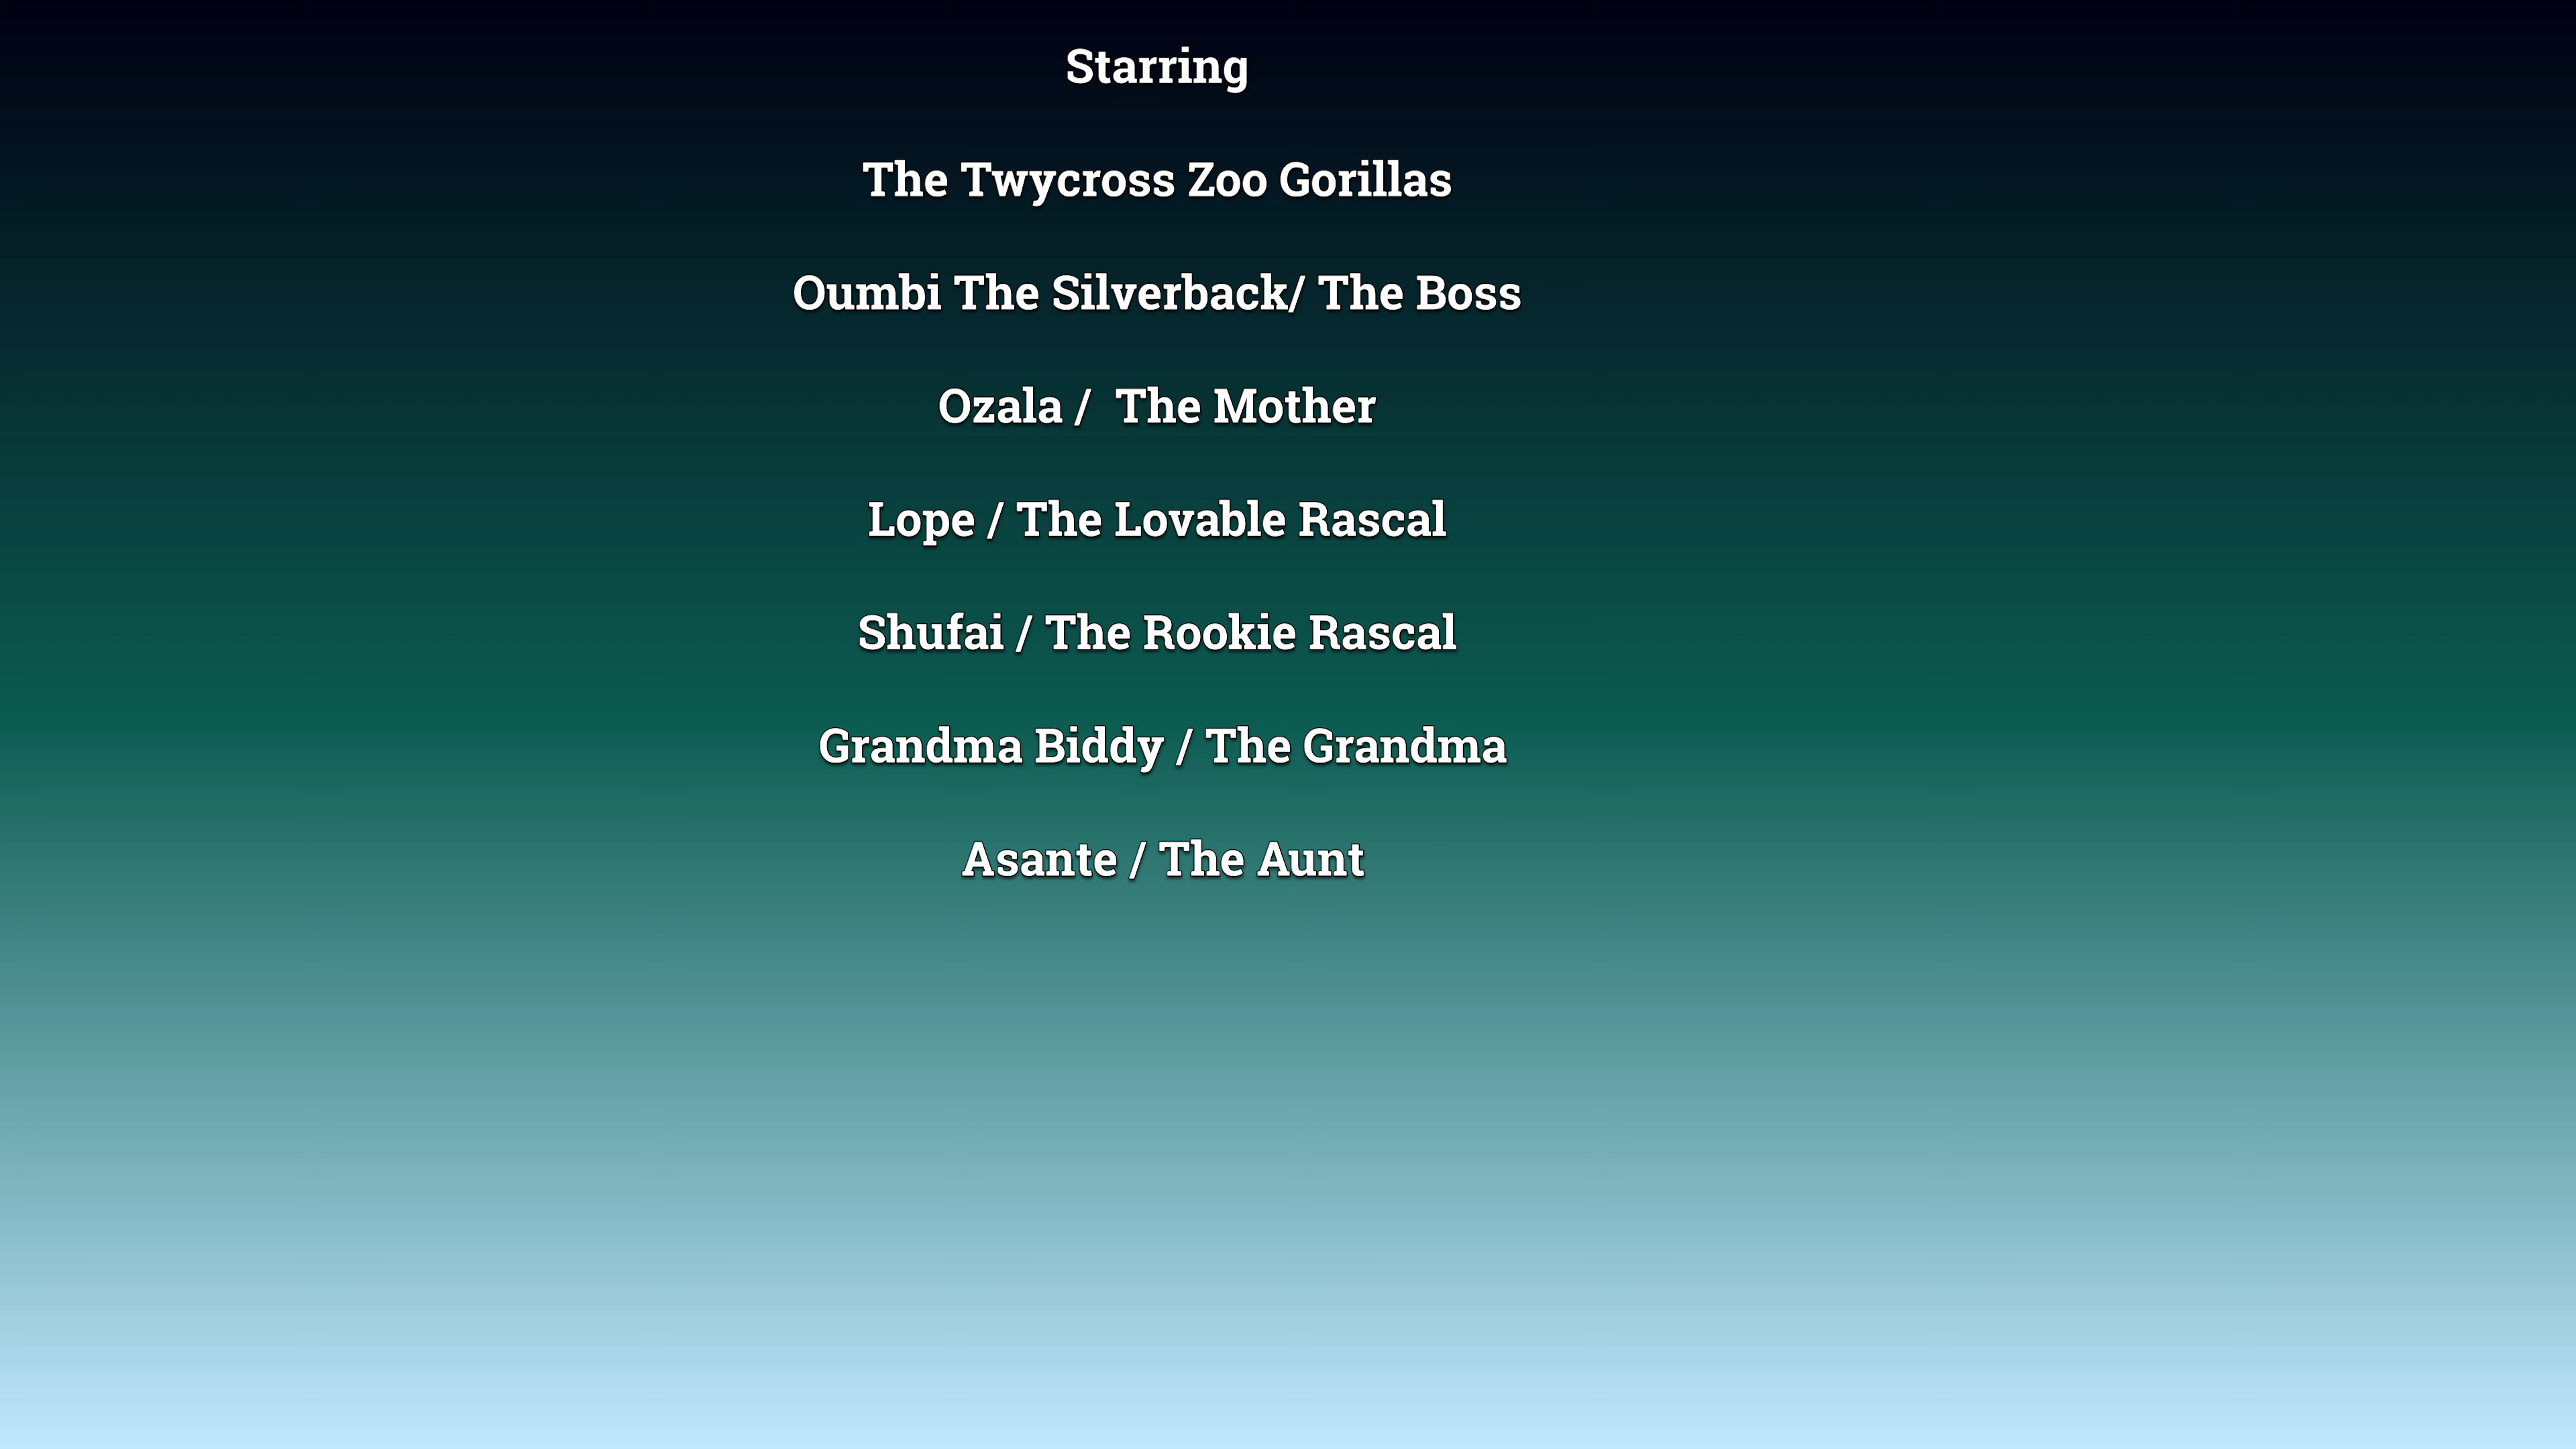 Starring
The Twycross Zoo Gorillas
Oumbi The Silverback/ The Boss
Ozala /  The Mother
Lope / The Lovable Rascal
Shufai / The Rookie Rascal
Grandma Biddy / The Grandma
Asante / The Aunt